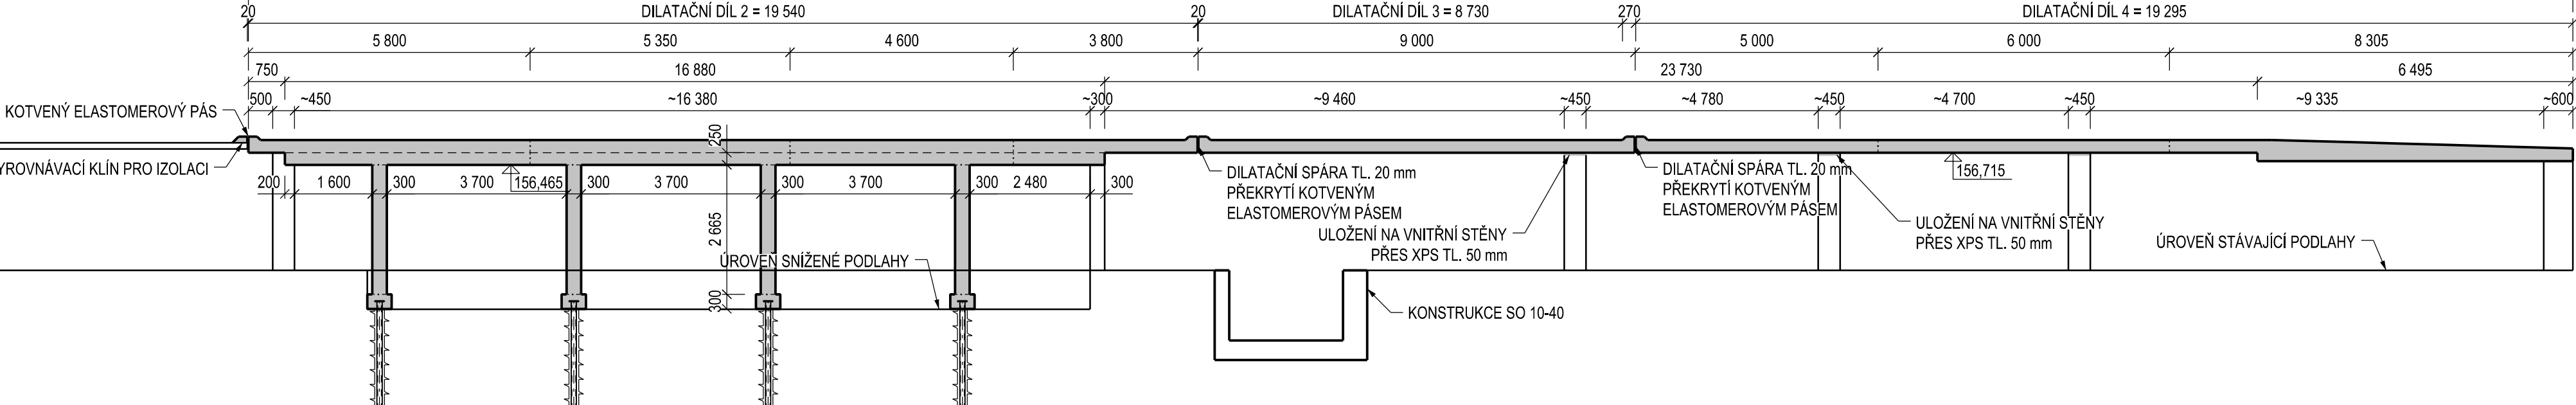 20
DILATAČNÍ DÍL 2 = 19 540
20
DILATAČNÍ DÍL 3 = 8 730
270
DILATAČNÍ DÍL 4 = 19 295
5 800
5 350
4 600
3 800
9 000
5 000
6 000
8 305
750
16 880
23 730
6 495
500
~450
~16 380
~300
~9 460
~450
~4 780
~450
~4 700
~450
~9 335
~600
KOTVENÝ ELASTOMEROVÝ PÁS
YROVNÁVACÍ KLÍN PRO IZOLACI
250
200
1 600
300
3 700
156,465
300
3 700
300
3 700
300
2 480
300
2 665
300
ÚROVEŇ SNÍŽENÉ PODLAHY
DILATAČNÍ SPÁRA TL. 20 mm
PŘEKRYTÍ KOTVENÝM
ELASTOMEROVÝM PÁSEM
ULOŽENÍ NA VNITŘNÍ STĚNY
PŘES XPS TL. 50 mm
DILATAČNÍ SPÁRA TL. 20 mm
PŘEKRYTÍ KOTVENÝM
ELASTOMEROVÝM PÁSEM
156,715
ULOŽENÍ NA VNITŘNÍ STĚNY
PŘES XPS TL. 50 mm
ÚROVEŇ STÁVAJÍCÍ PODLAHY
KONSTRUKCE SO 10-40